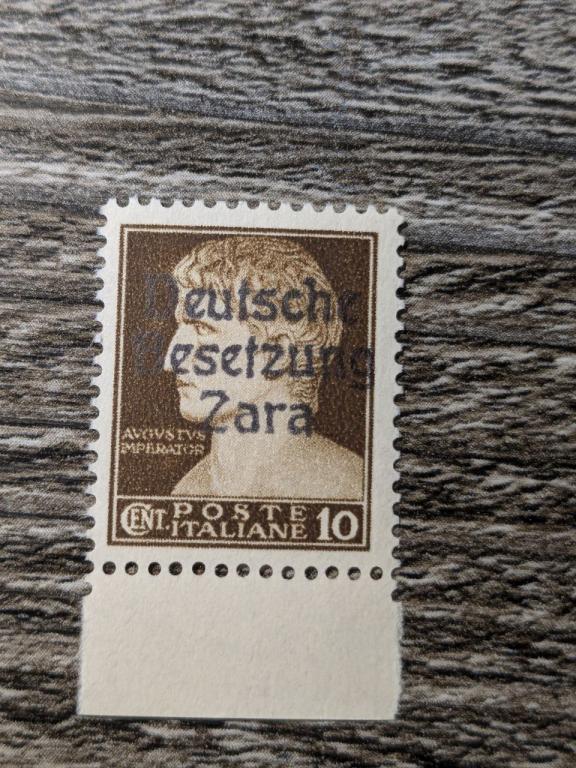 Deutsche
Besetzung
Zara
AVGVSTVS
IMPERATOR
CENT. POSTE
ITALIANE 10